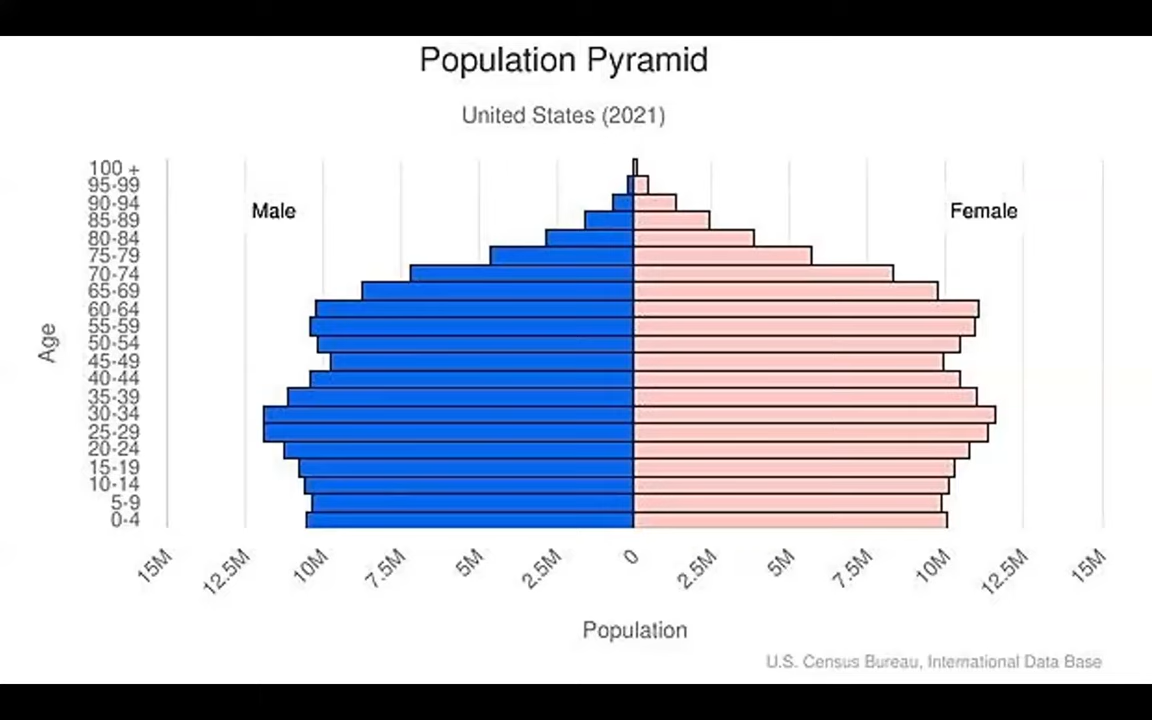 Population Pyramid
United States (2021)
100 +
95-99
90-94
Male
Female
85-89
80-84
75-79
70-74
65-69
60-64
55-59
Age
50-54
45-49
40-44
35-39
30-34
25-29
20-24
15-19
10-14
5-9
0-4
15M 12.5M 10M 7.5M 5M 2.5M 0 2.5M 5M 7.5M 10M 12.5M 15M
Population
U.S. Census Bureau, International Data Base